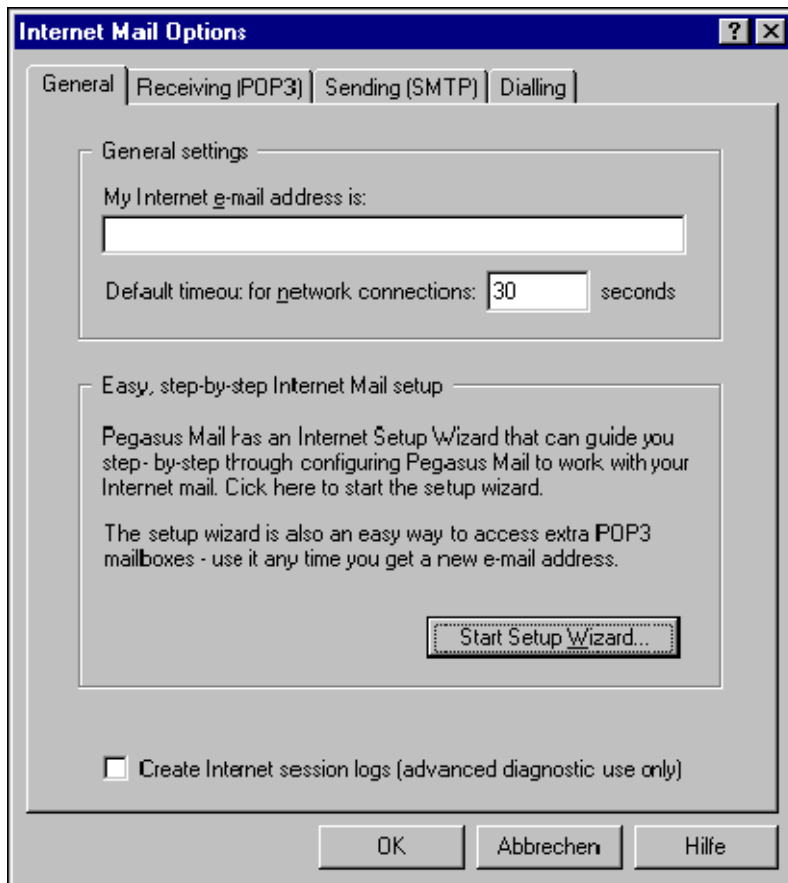 Internet Mail Options
General
Receiving (POP3)
Sending (SMTP)
Dialling
General settings
My Internet e-mail address is:
Default timeout for network connections: 30 seconds
Easy, step-by-step Internet Mail setup
Pegasus Mail has an Internet Setup Wizard that can guide you
step- by-step through configuring Pegasus Mail to work with your
Internet mail. Click here to start the setup wizard.
The setup wizard is also an easy way to access extra POP3
mailboxes - use it any time you get a new e-mail address.
Start Setup Wizard...
Create Internet session logs (advanced diagnostic use only)
OK
Abbrechen
Hilfe